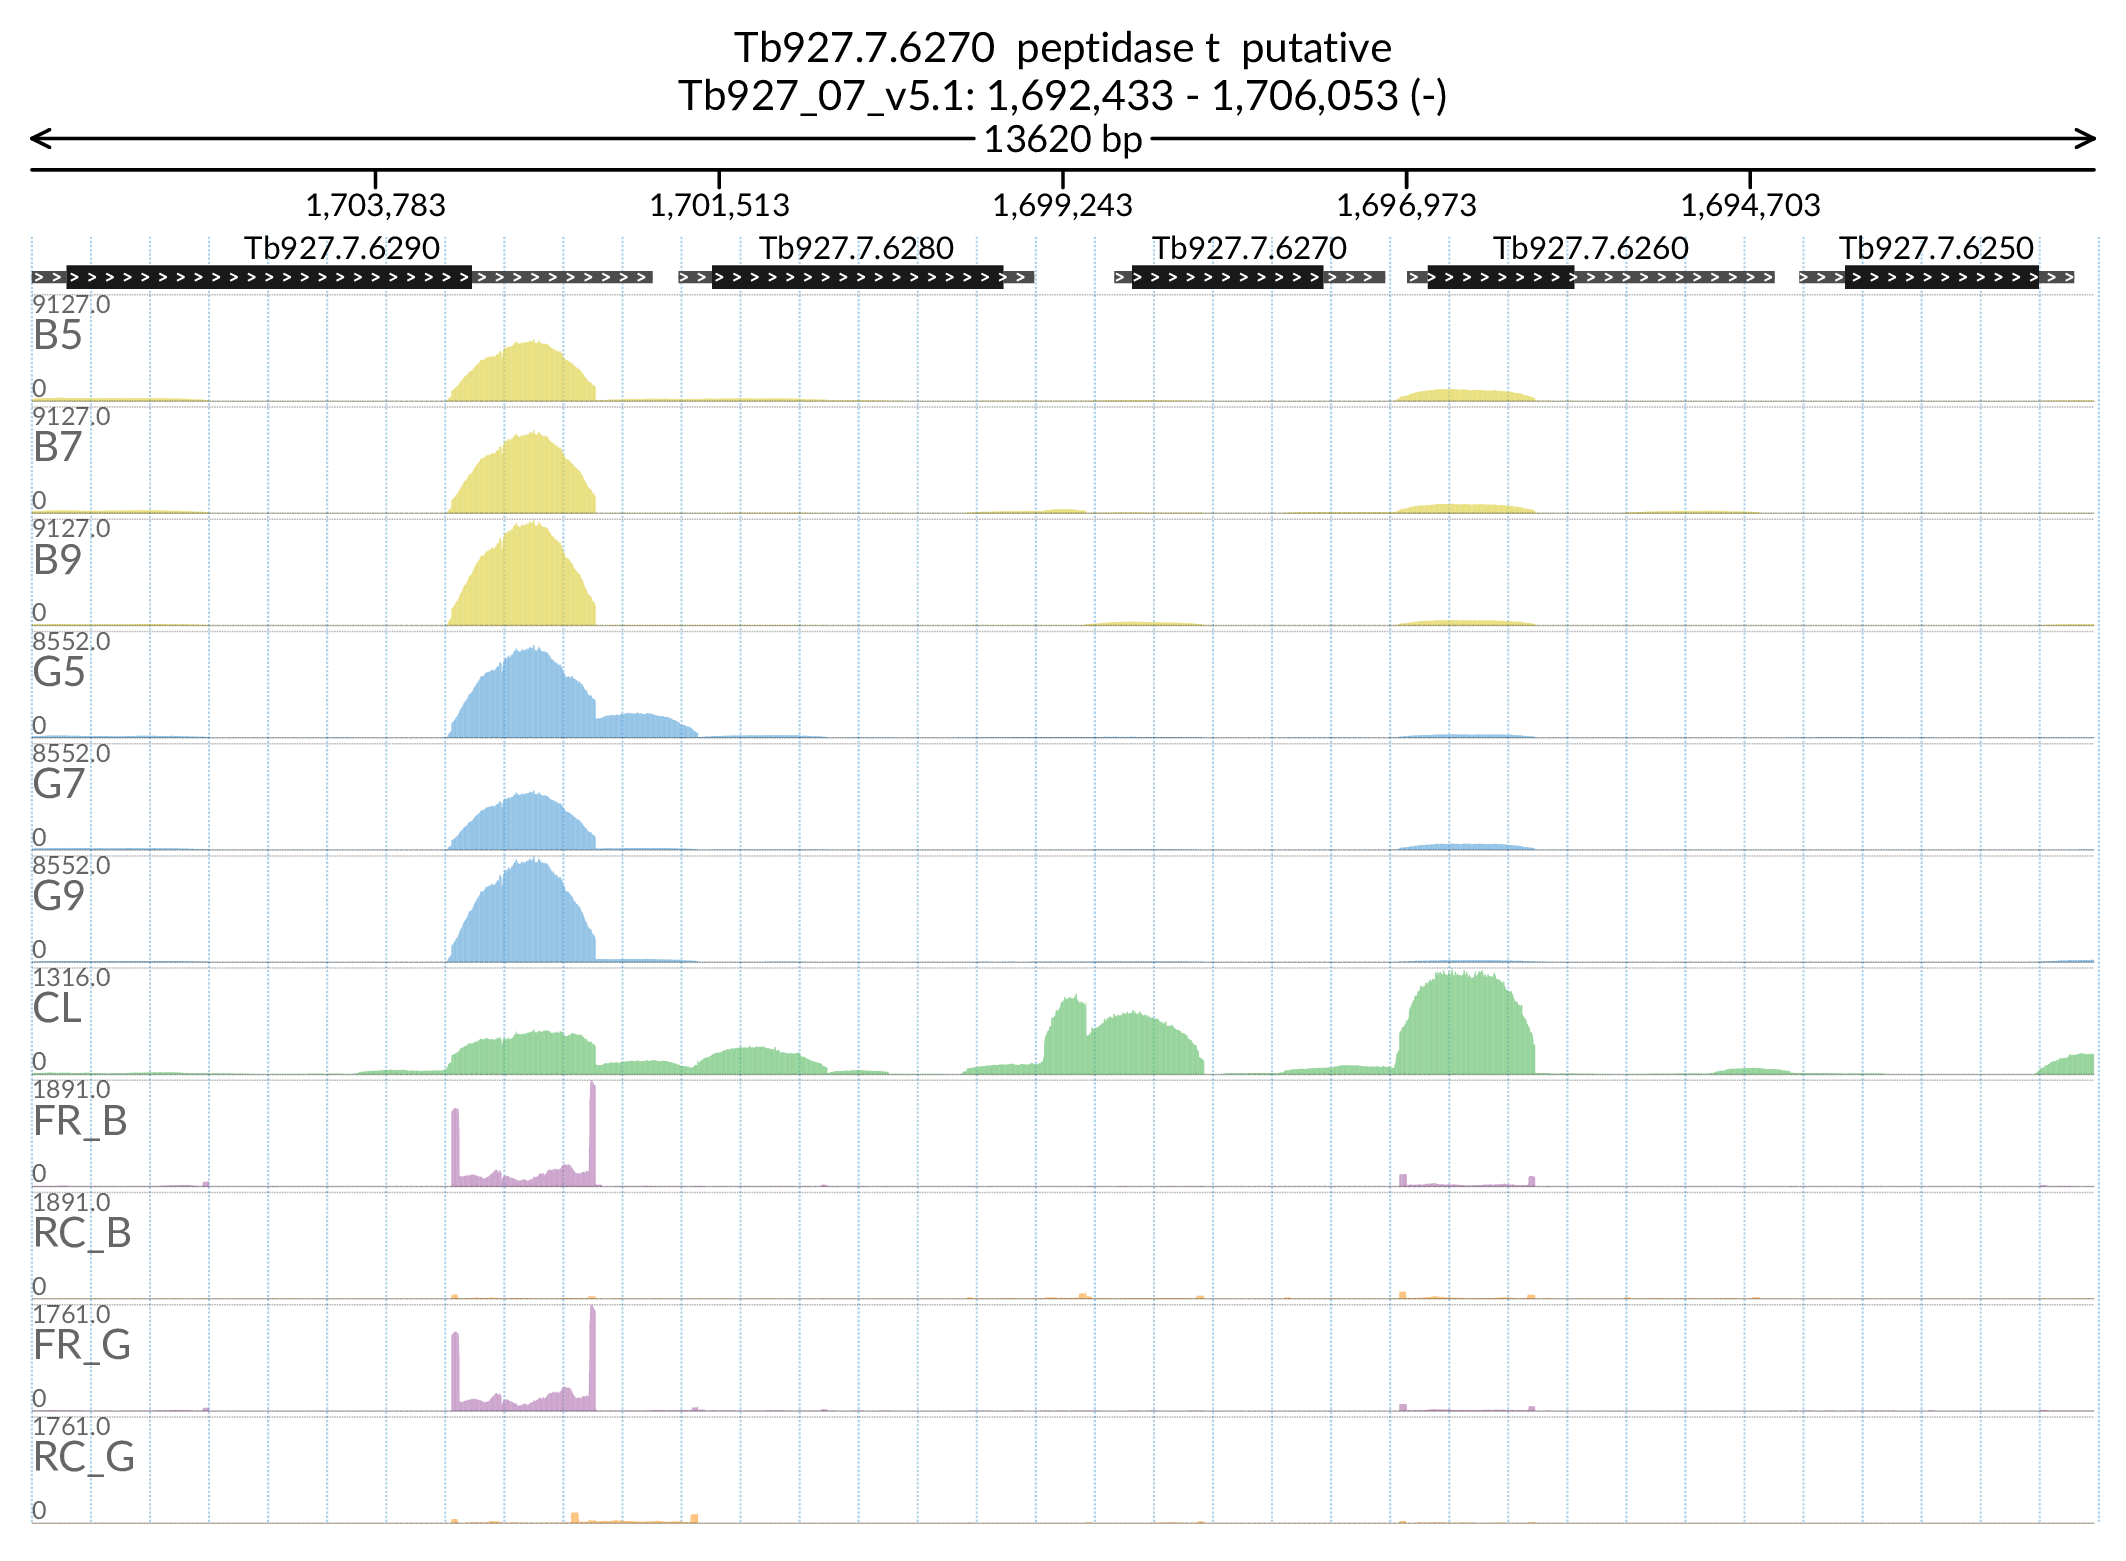 Tb927.7.6270  peptidase t  putative
Tb927_07_v5.1: 1,692,433 - 1,706,053 (-)
13620 bp
1,703,783 1,701,513 1,699,243 1,696,973 1,694,703
Tb927.7.6290 Tb927.7.6280 Tb927.7.6270 Tb927.7.6260 Tb927.7.6250
9127.0
B5
0
9127.0
B7
0
9127.0
B9
0
8552.0
G5
0
8552.0
G7
0
8552.0
G9
0
1316.0
CL
0
1891.0
FR_B
0
1891.0
RC_B
0
1761.0
FR_G
0
1761.0
RC_G
0